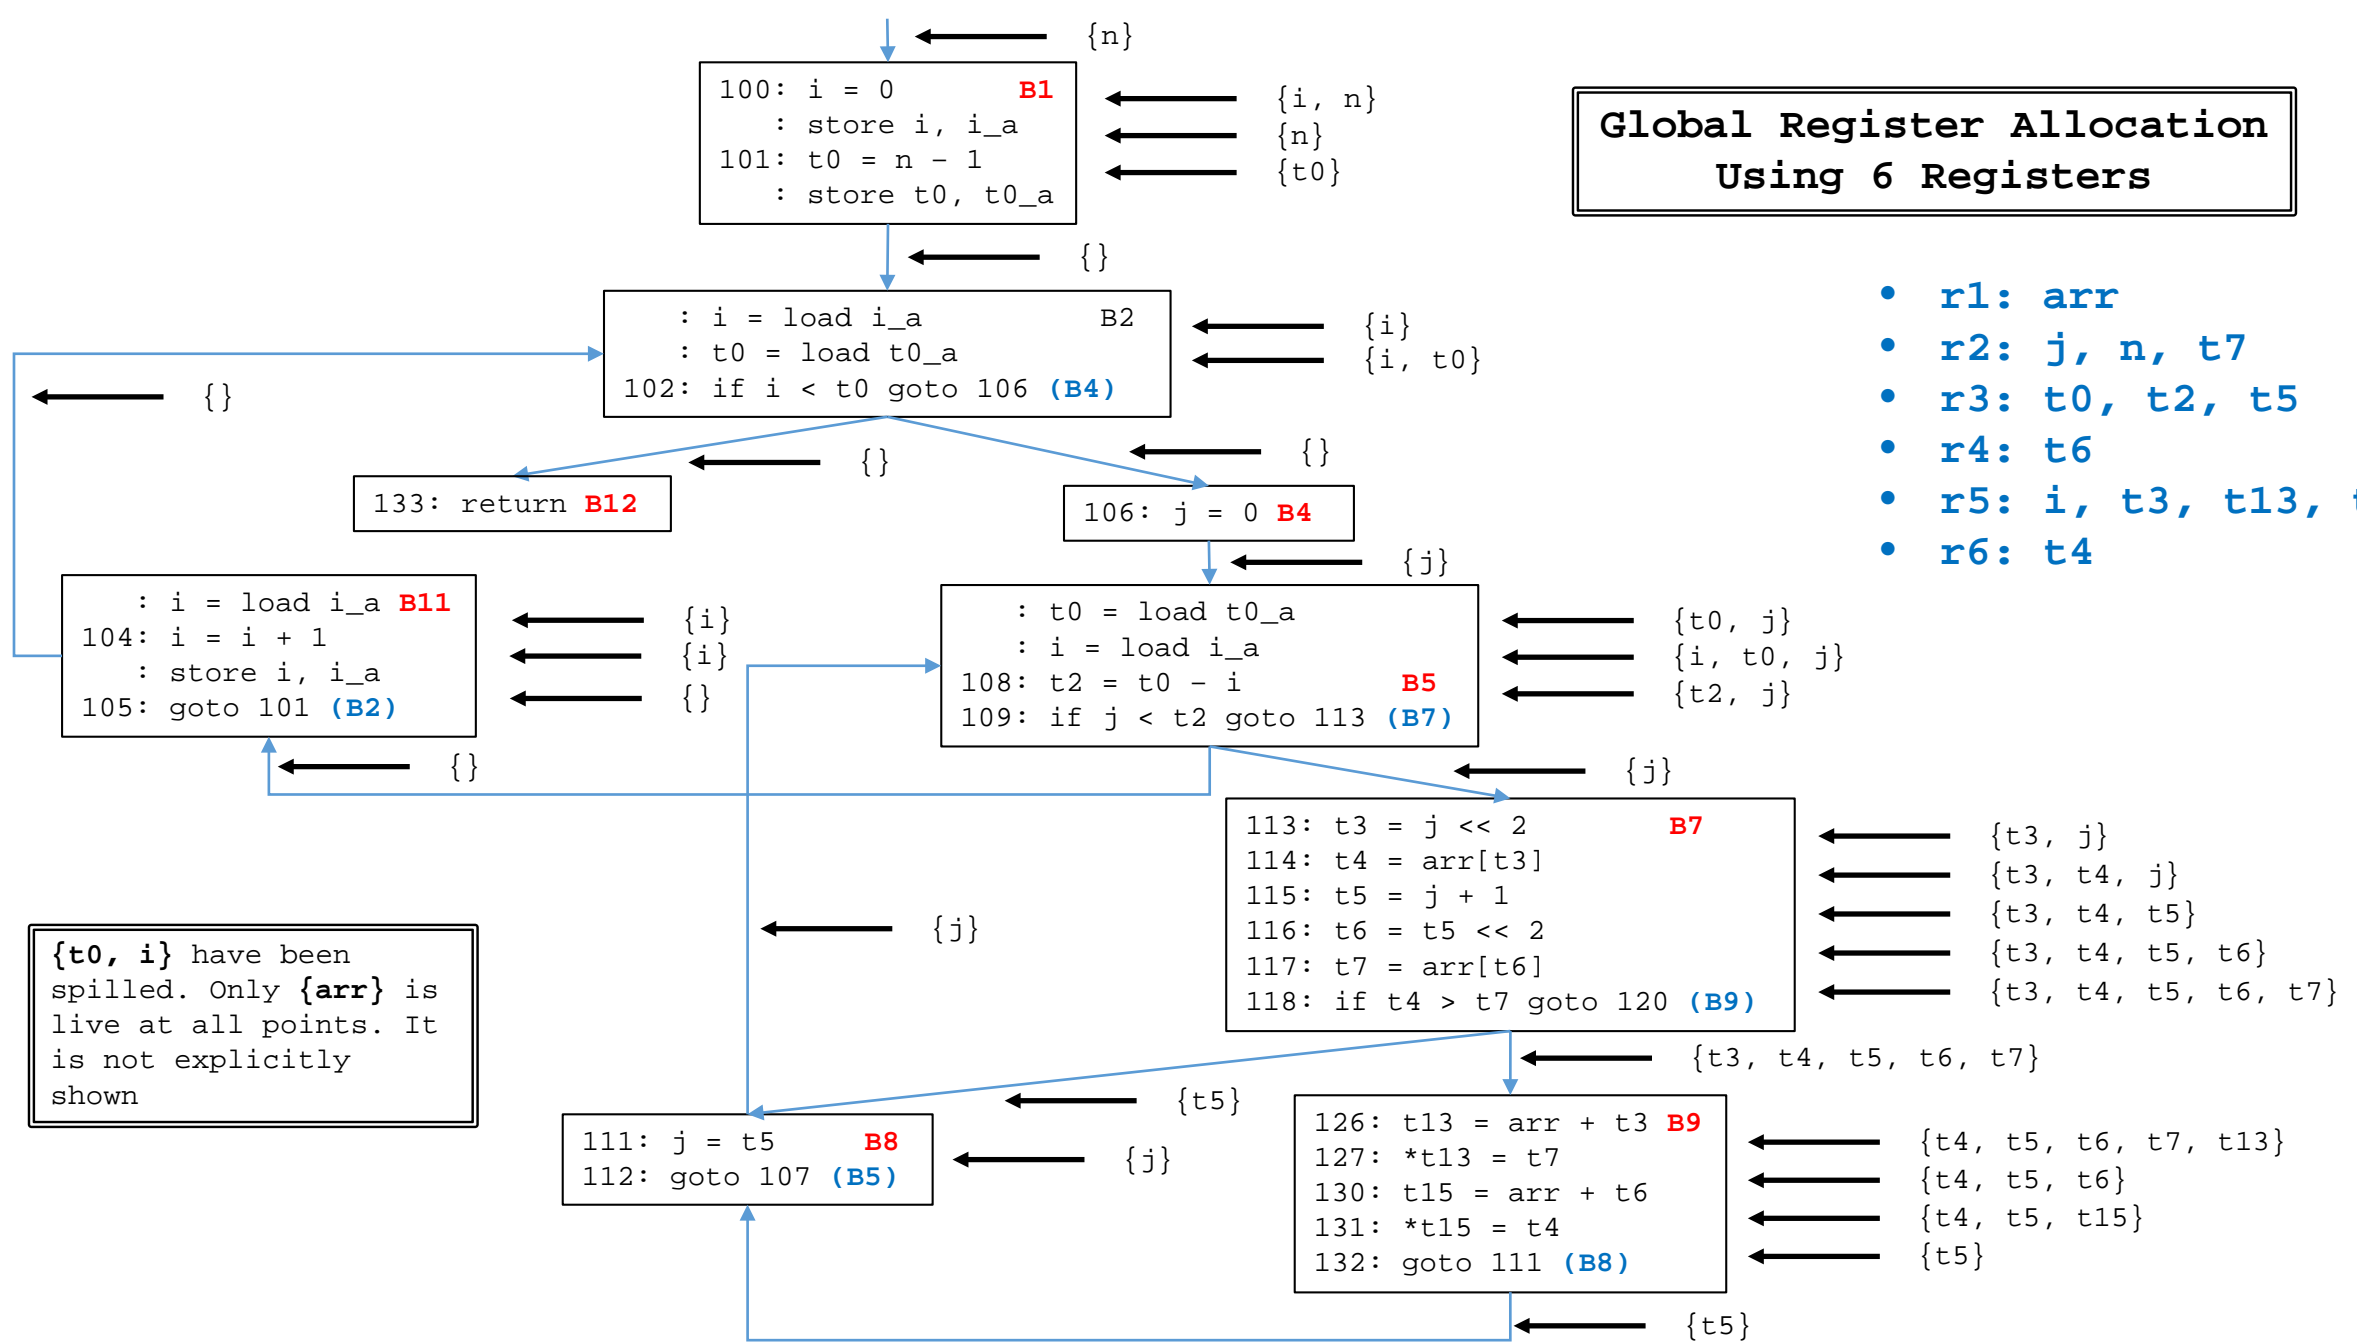 {n}
100: i = 0 B1
: store i, i_a
101: t0 = n – 1
: store t0, t0_a
{i, n}
{n}
{t0}
Global Register Allocation
Using 6 Registers
{}
: i = load i_a B2
: t0 = load t0_a
102: if i < t0 goto 106 (B4)
{i}
{i, t0}
• r1: arr
• r2: j, n, t7
• r3: t0, t2, t5
• r4: t6
• r5: i, t3, t13,
• r6: t4
{}
{}
{}
133: return B12
106: j = 0 B4
{j}
: i = load i_a B11
104: i = i + 1
: store i, i_a
105: goto 101 (B2)
{i}
{i}
{}
: t0 = load t0_a
: i = load i_a
108: t2 = t0 – i B5
109: if j < t2 goto 113 (B7)
{t0, j}
{i, t0, j}
{t2, j}
{}
{j}
113: t3 = j << 2 B7
114: t4 = arr[t3]
115: t5 = j + 1
116: t6 = t5 << 2
117: t7 = arr[t6]
118: if t4 > t7 goto 120 (B9)
{t3, j}
{t3, t4, j}
{t3, t4, t5}
{t3, t4, t5, t6}
{t3, t4, t5, t6, t7}
{j}
{t0, i} have been
spilled. Only {arr} is
live at all points. It
is not explicitly
shown
{t3, t4, t5, t6, t7}
{t5}
111: j = t5 B8
112: goto 107 (B5)
{j}
126: t13 = arr + t3 B9
127: *t13 = t7
130: t15 = arr + t6
131: *t15 = t4
132: goto 111 (B8)
{t4, t5, t6, t7, t13}
{t4, t5, t6}
{t4, t5, t15}
{t5}
{t5}